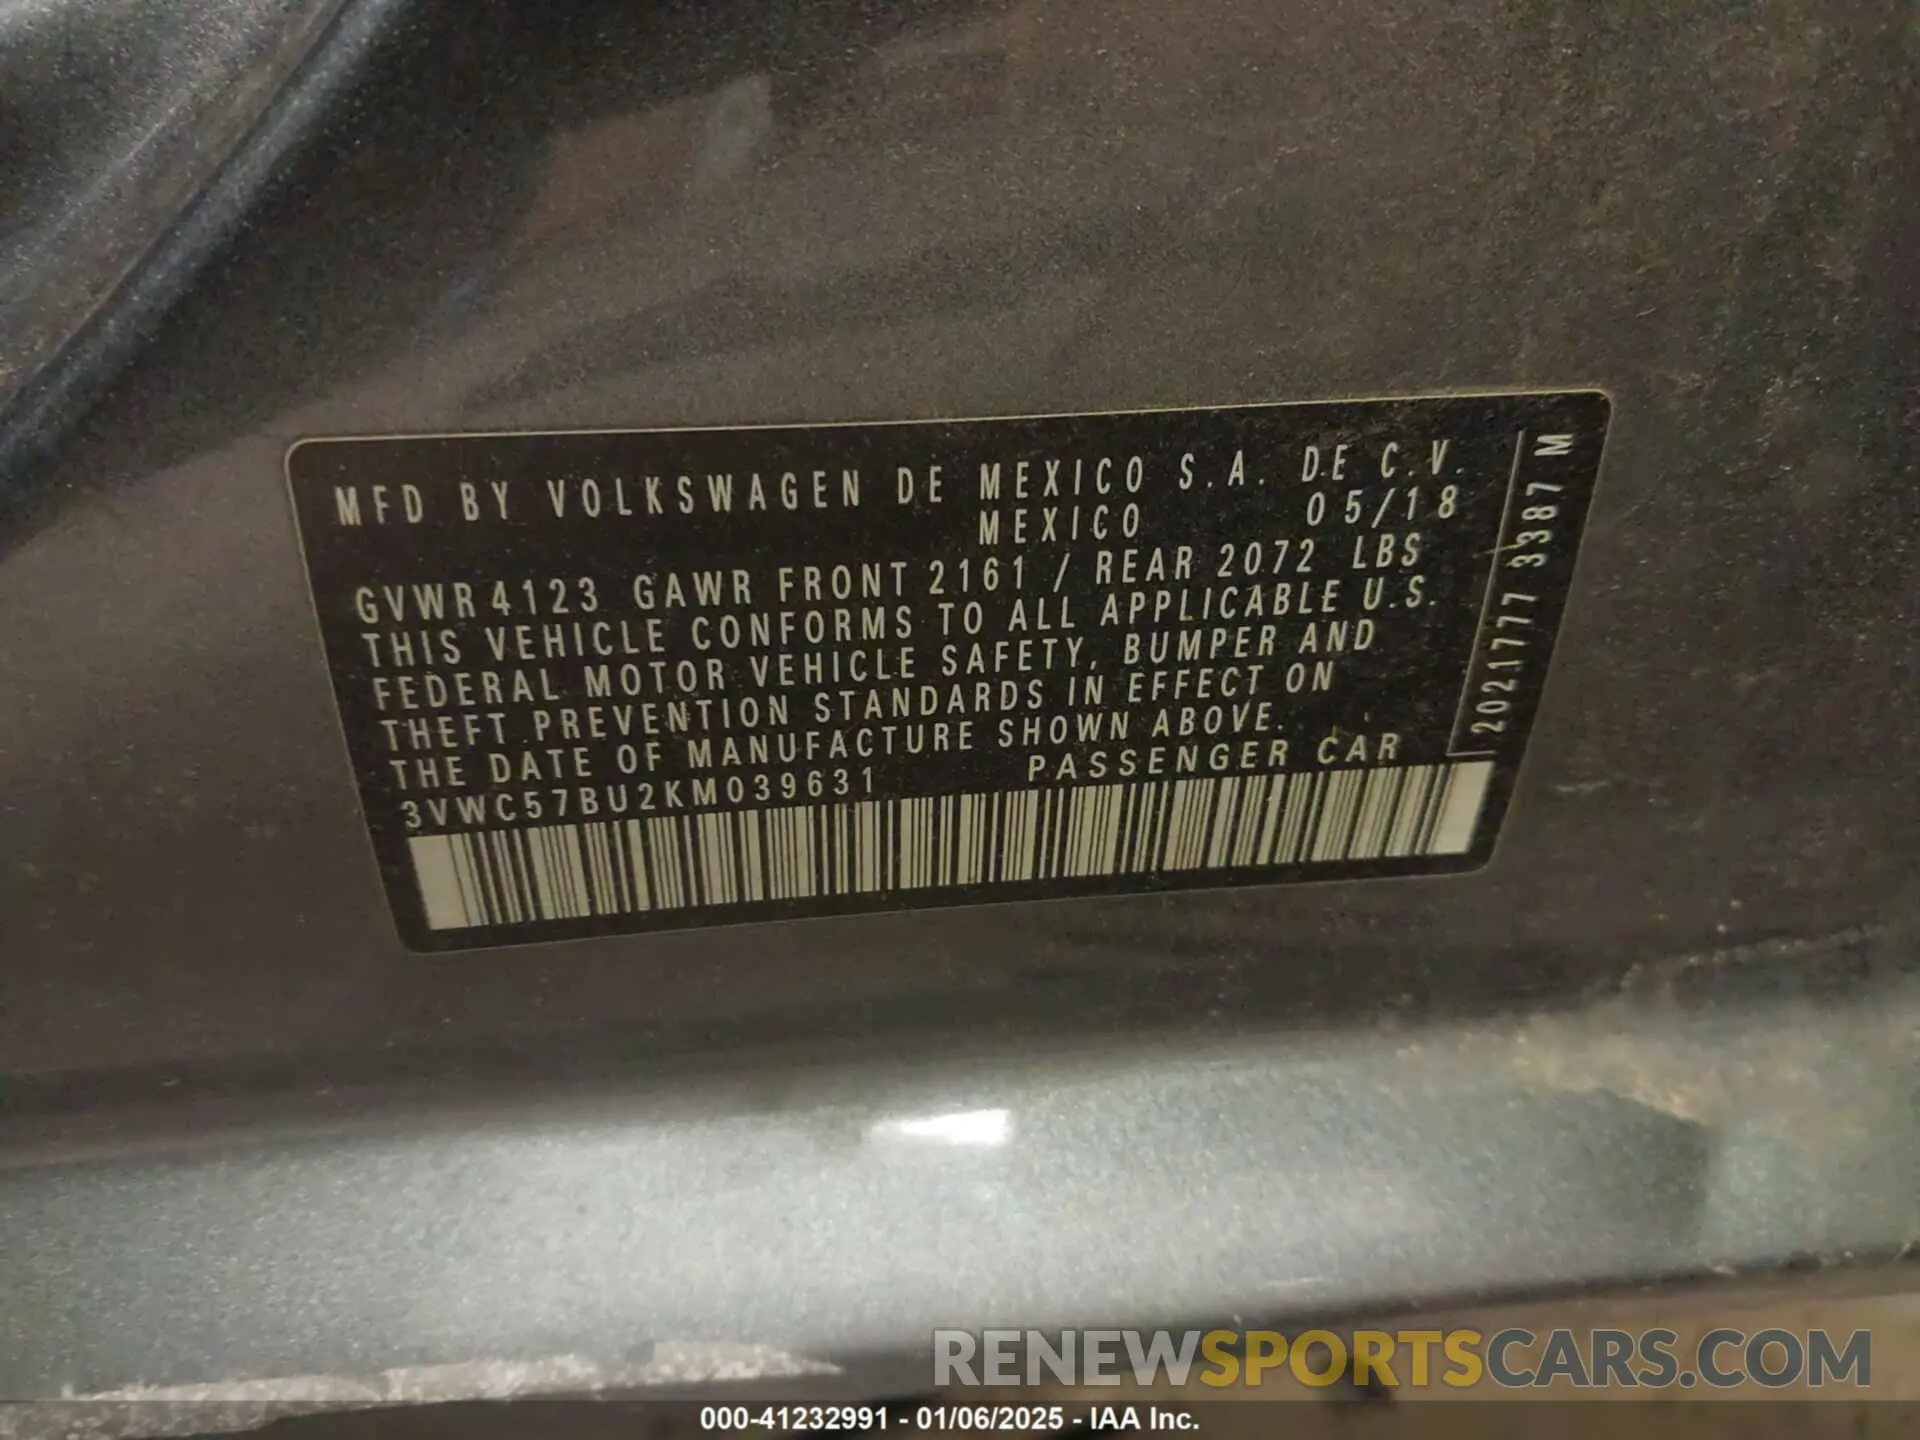 MFD BY VOLKSWAGEN DE MEXICO S.A. DE C.V.
MEXICO 05/18
GVWR 4123 GAWR FRONT 2161 / REAR 2072 LBS
THIS VEHICLE CONFORMS TO ALL APPLICABLE U.S.
FEDERAL MOTOR VEHICLE SAFETY, BUMPER AND
THEFT PREVENTION STANDARDS IN EFFECT ON
THE DATE OF MANUFACTURE SHOWN ABOVE.
3VWC57BU2KM039631 PASSENGER CAR
2021777 3387 M
RENEWSPORTSCARS.COM
000-41232991 - 01/06/2025 - IAA Inc.